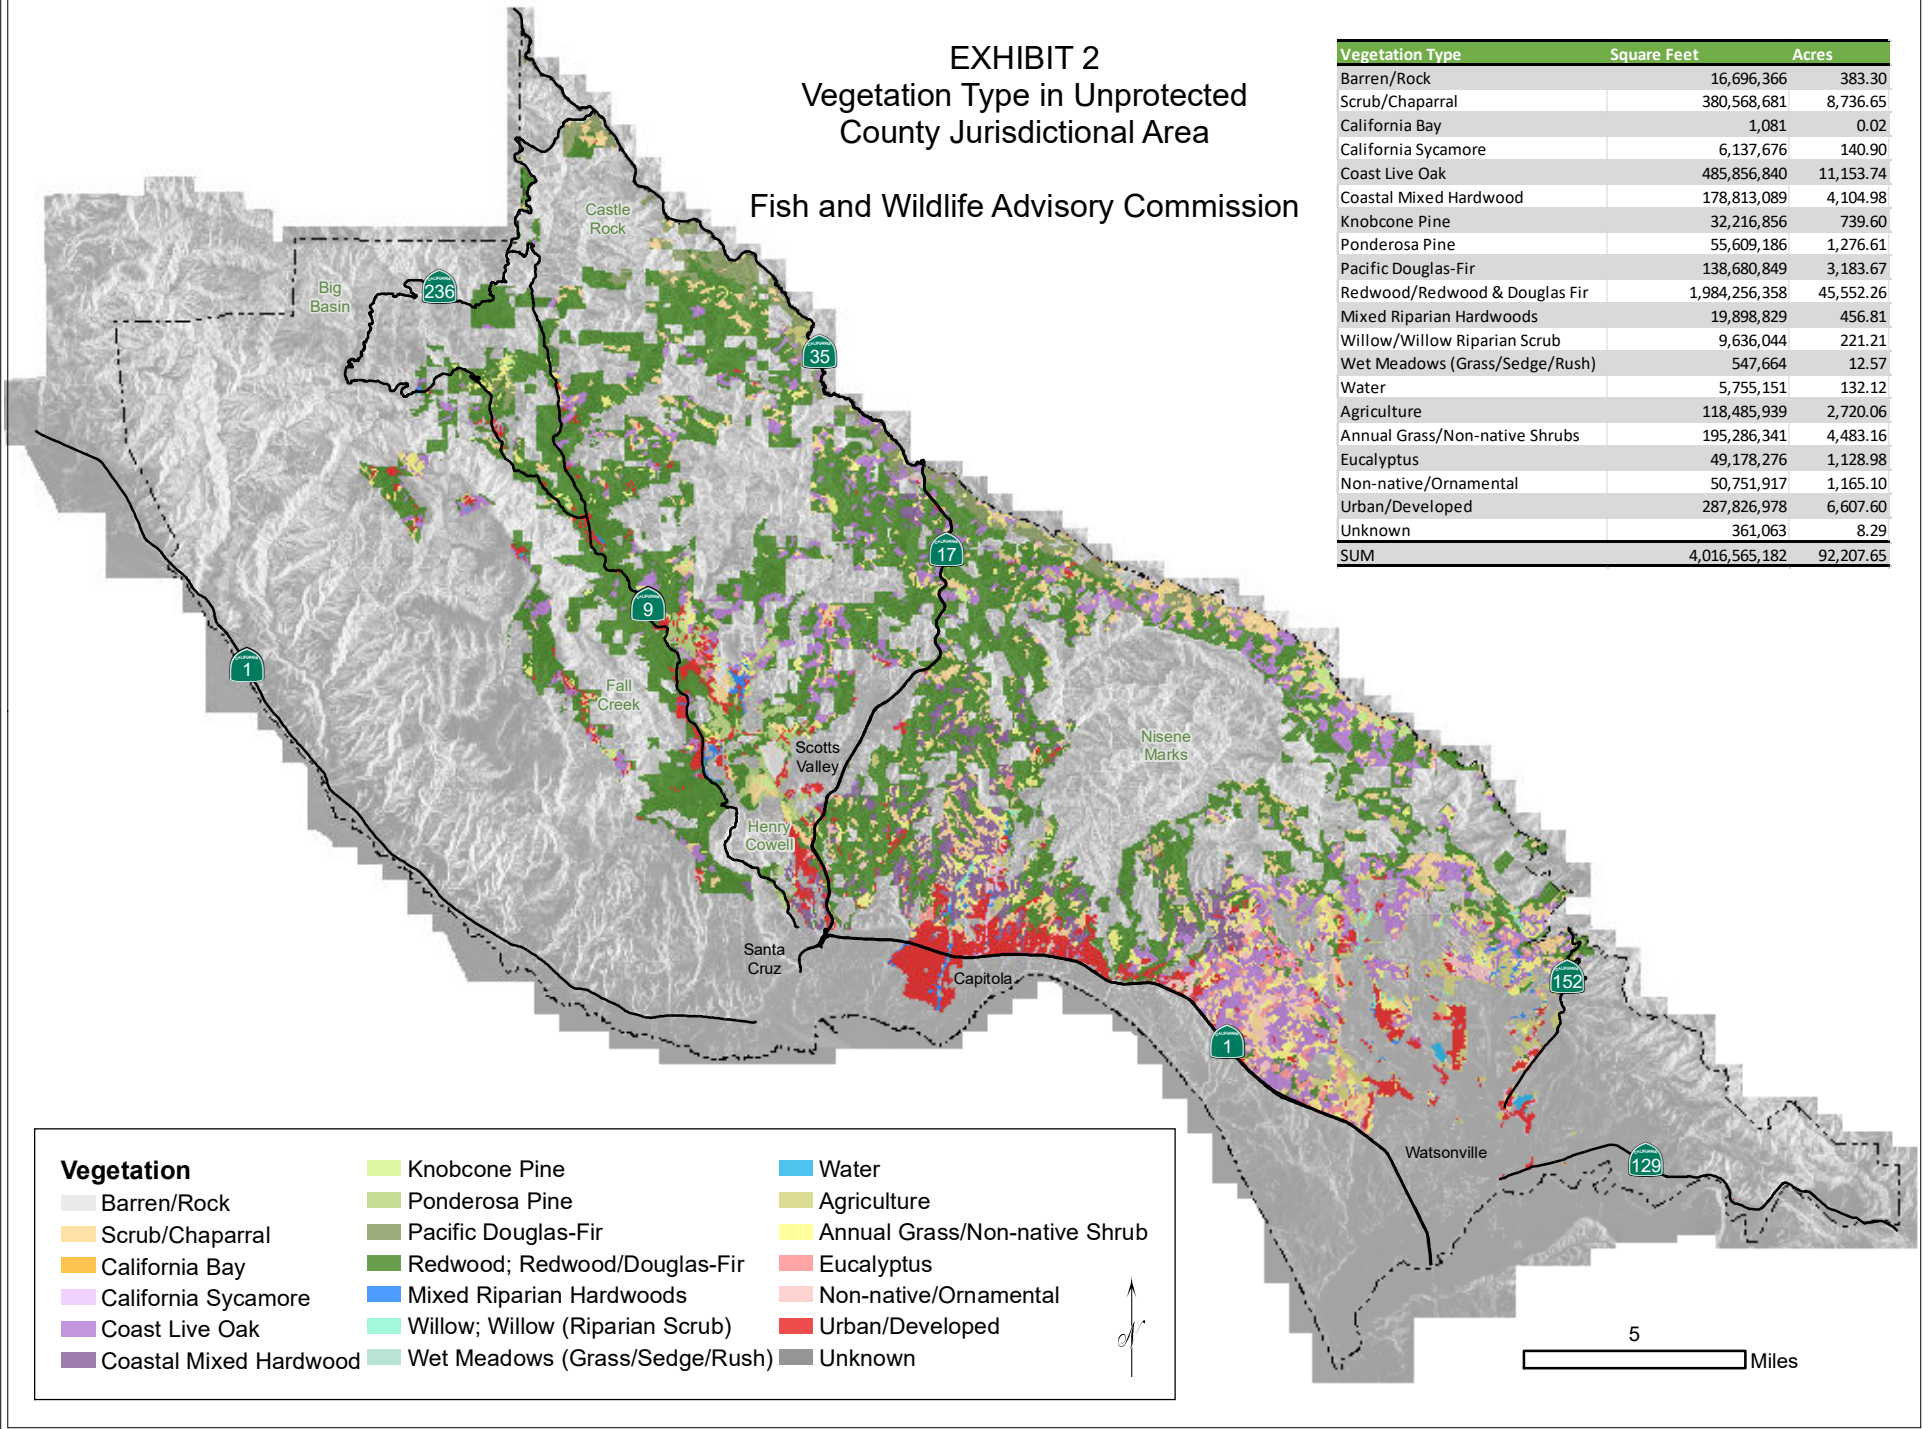 EXHIBIT 2
Vegetation Type in Unprotected
County Jurisdictional Area
Fish and Wildlife Advisory Commission
Vegetation Type Square Feet Acres
Barren/Rock 16,696,366 383.30
Scrub/Chaparral 380,568,681 8,736.65
California Bay 1,081 0.02
California Sycamore 6,137,676 140.90
Coast Live Oak 485,856,840 11,153.74
Coastal Mixed Hardwood 178,813,089 4,104.98
Knobcone Pine 32,216,856 739.60
Ponderosa Pine 55,609,186 1,276.61
Pacific Douglas-Fir 138,680,849 3,183.67
Redwood/Redwood & Douglas Fir 1,984,256,358 45,552.26
Mixed Riparian Hardwoods 19,898,829 456.81
Willow/Willow Riparian Scrub 9,636,044 221.21
Wet Meadows (Grass/Sedge/Rush) 547,664 12.57
Water 5,755,151 132.12
Agriculture 118,485,939 2,720.06
Annual Grass/Non-native Shrubs 195,286,341 4,483.16
Eucalyptus 49,178,276 1,128.98
Non-native/Ornamental 50,751,917 1,165.10
Urban/Developed 287,826,978 6,607.60
Unknown 361,063 8.29
SUM 4,016,565,182 92,207.65
Castle
Rock
Big
Basin
CALIFORNIA
236
CALIFORNIA
35
CALIFORNIA
17
CALIFORNIA
9
CALIFORNIA
1
Fall
Creek
Scotts
Valley
Nisene
Marks
Henry
Cowell
Santa
Cruz
Capitola
CALIFORNIA
152
CALIFORNIA
1
Watsonville
CALIFORNIA
129
Vegetation
Barren/Rock
Scrub/Chaparral
California Bay
California Sycamore
Coast Live Oak
Coastal Mixed Hardwood
Knobcone Pine
Ponderosa Pine
Pacific Douglas-Fir
Redwood; Redwood/Douglas-Fir
Mixed Riparian Hardwoods
Willow; Willow (Riparian Scrub)
Wet Meadows (Grass/Sedge/Rush)
Water
Agriculture
Annual Grass/Non-native Shrub
Eucalyptus
Non-native/Ornamental
Urban/Developed
Unknown
N
5
Miles